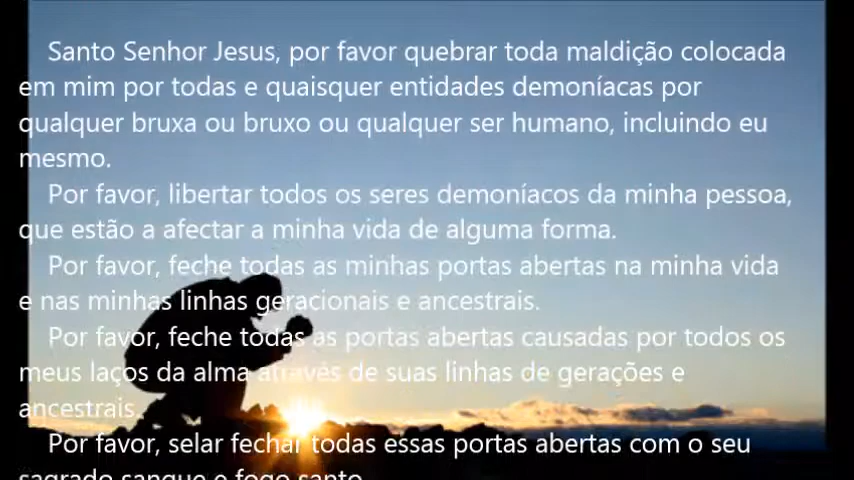 Santo Senhor Jesus, por favor quebrar toda maldição colocada
em mim por todas e quaisquer entidades demoníacas por
qualquer bruxa ou bruxo ou qualquer ser humano, incluindo eu
mesmo.
Por favor, libertar todos os seres demoníacos da minha pessoa,
que estão a afectar a minha vida de alguma forma.
Por favor, feche todas as minhas portas abertas na minha vida
e nas minhas linhas geracionais e ancestrais.
Por favor, feche todas as portas abertas causadas por todos os
meus laços da alma através de suas linhas de gerações e
ancestrais.
Por favor, selar fechar todas essas portas abertas com o seu
sagrado sangue e fogo santo